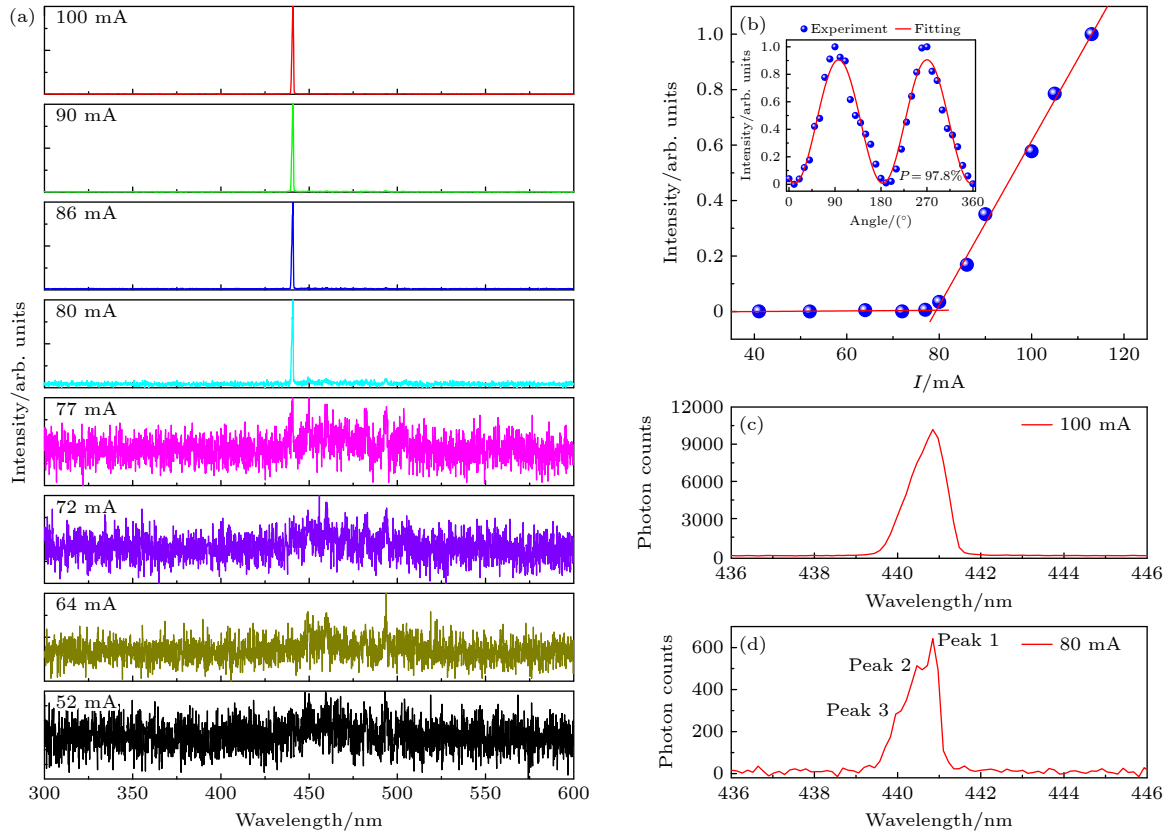 (a)
100 mA
90 mA
86 mA
80 mA
77 mA
72 mA
64 mA
52 mA
Intensity/arb. units
300 350 400 450 500 550 600
Wavelength/nm
(b)
Experiment Fitting
1.0
0.8
0.6
0.4
0.2
0
Intensity/arb. units
P = 97.8%
0 90 180 270 360
Angle/(°)
1.0
0.8
0.6
0.4
0.2
0
Intensity/arb. units
40 60 80 100 120
I/mA
(c)
100 mA
12000
9000
6000
3000
0
Photon counts
436 438 440 442 444 446
Wavelength/nm
(d)
80 mA
Peak 1
Peak 2
Peak 3
600
400
200
0
Photon counts
436 438 440 442 444 446
Wavelength/nm